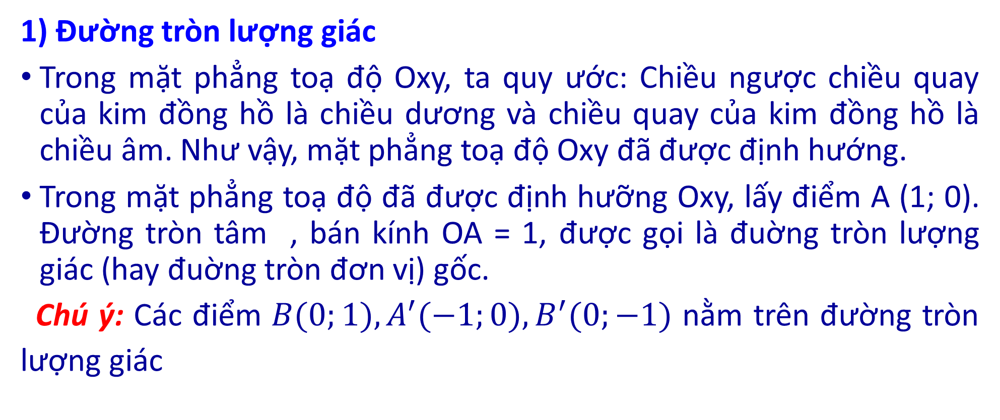 1) Đường tròn lượng giác
• Trong mặt phẳng toạ độ Oxy, ta quy ước: Chiều ngược chiều quay
của kim đồng hồ là chiều dương và chiều quay của kim đồng hồ là
chiều âm. Như vậy, mặt phẳng toạ độ Oxy đã được định hướng.
• Trong mặt phẳng toạ độ đã được định hưỡng Oxy, lấy điểm A (1; 0).
Đường tròn tâm , bán kính OA = 1, được gọi là đuờng tròn lượng
giác (hay đuờng tròn đơn vị) gốc.
Chú ý: Các điểm B(0; 1), A′(−1; 0), B′(0; −1) nằm trên đường tròn
lượng giác